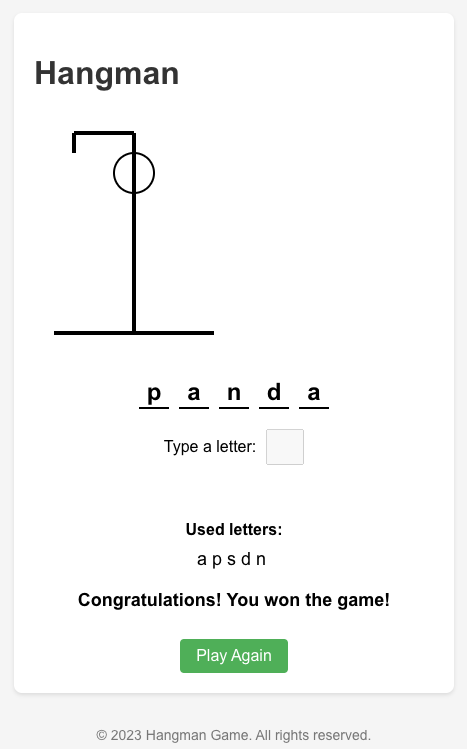 Hangman
p a n d a
Type a letter:
Used letters:
a p s d n
Congratulations! You won the game!
Play Again
© 2023 Hangman Game. All rights reserved.